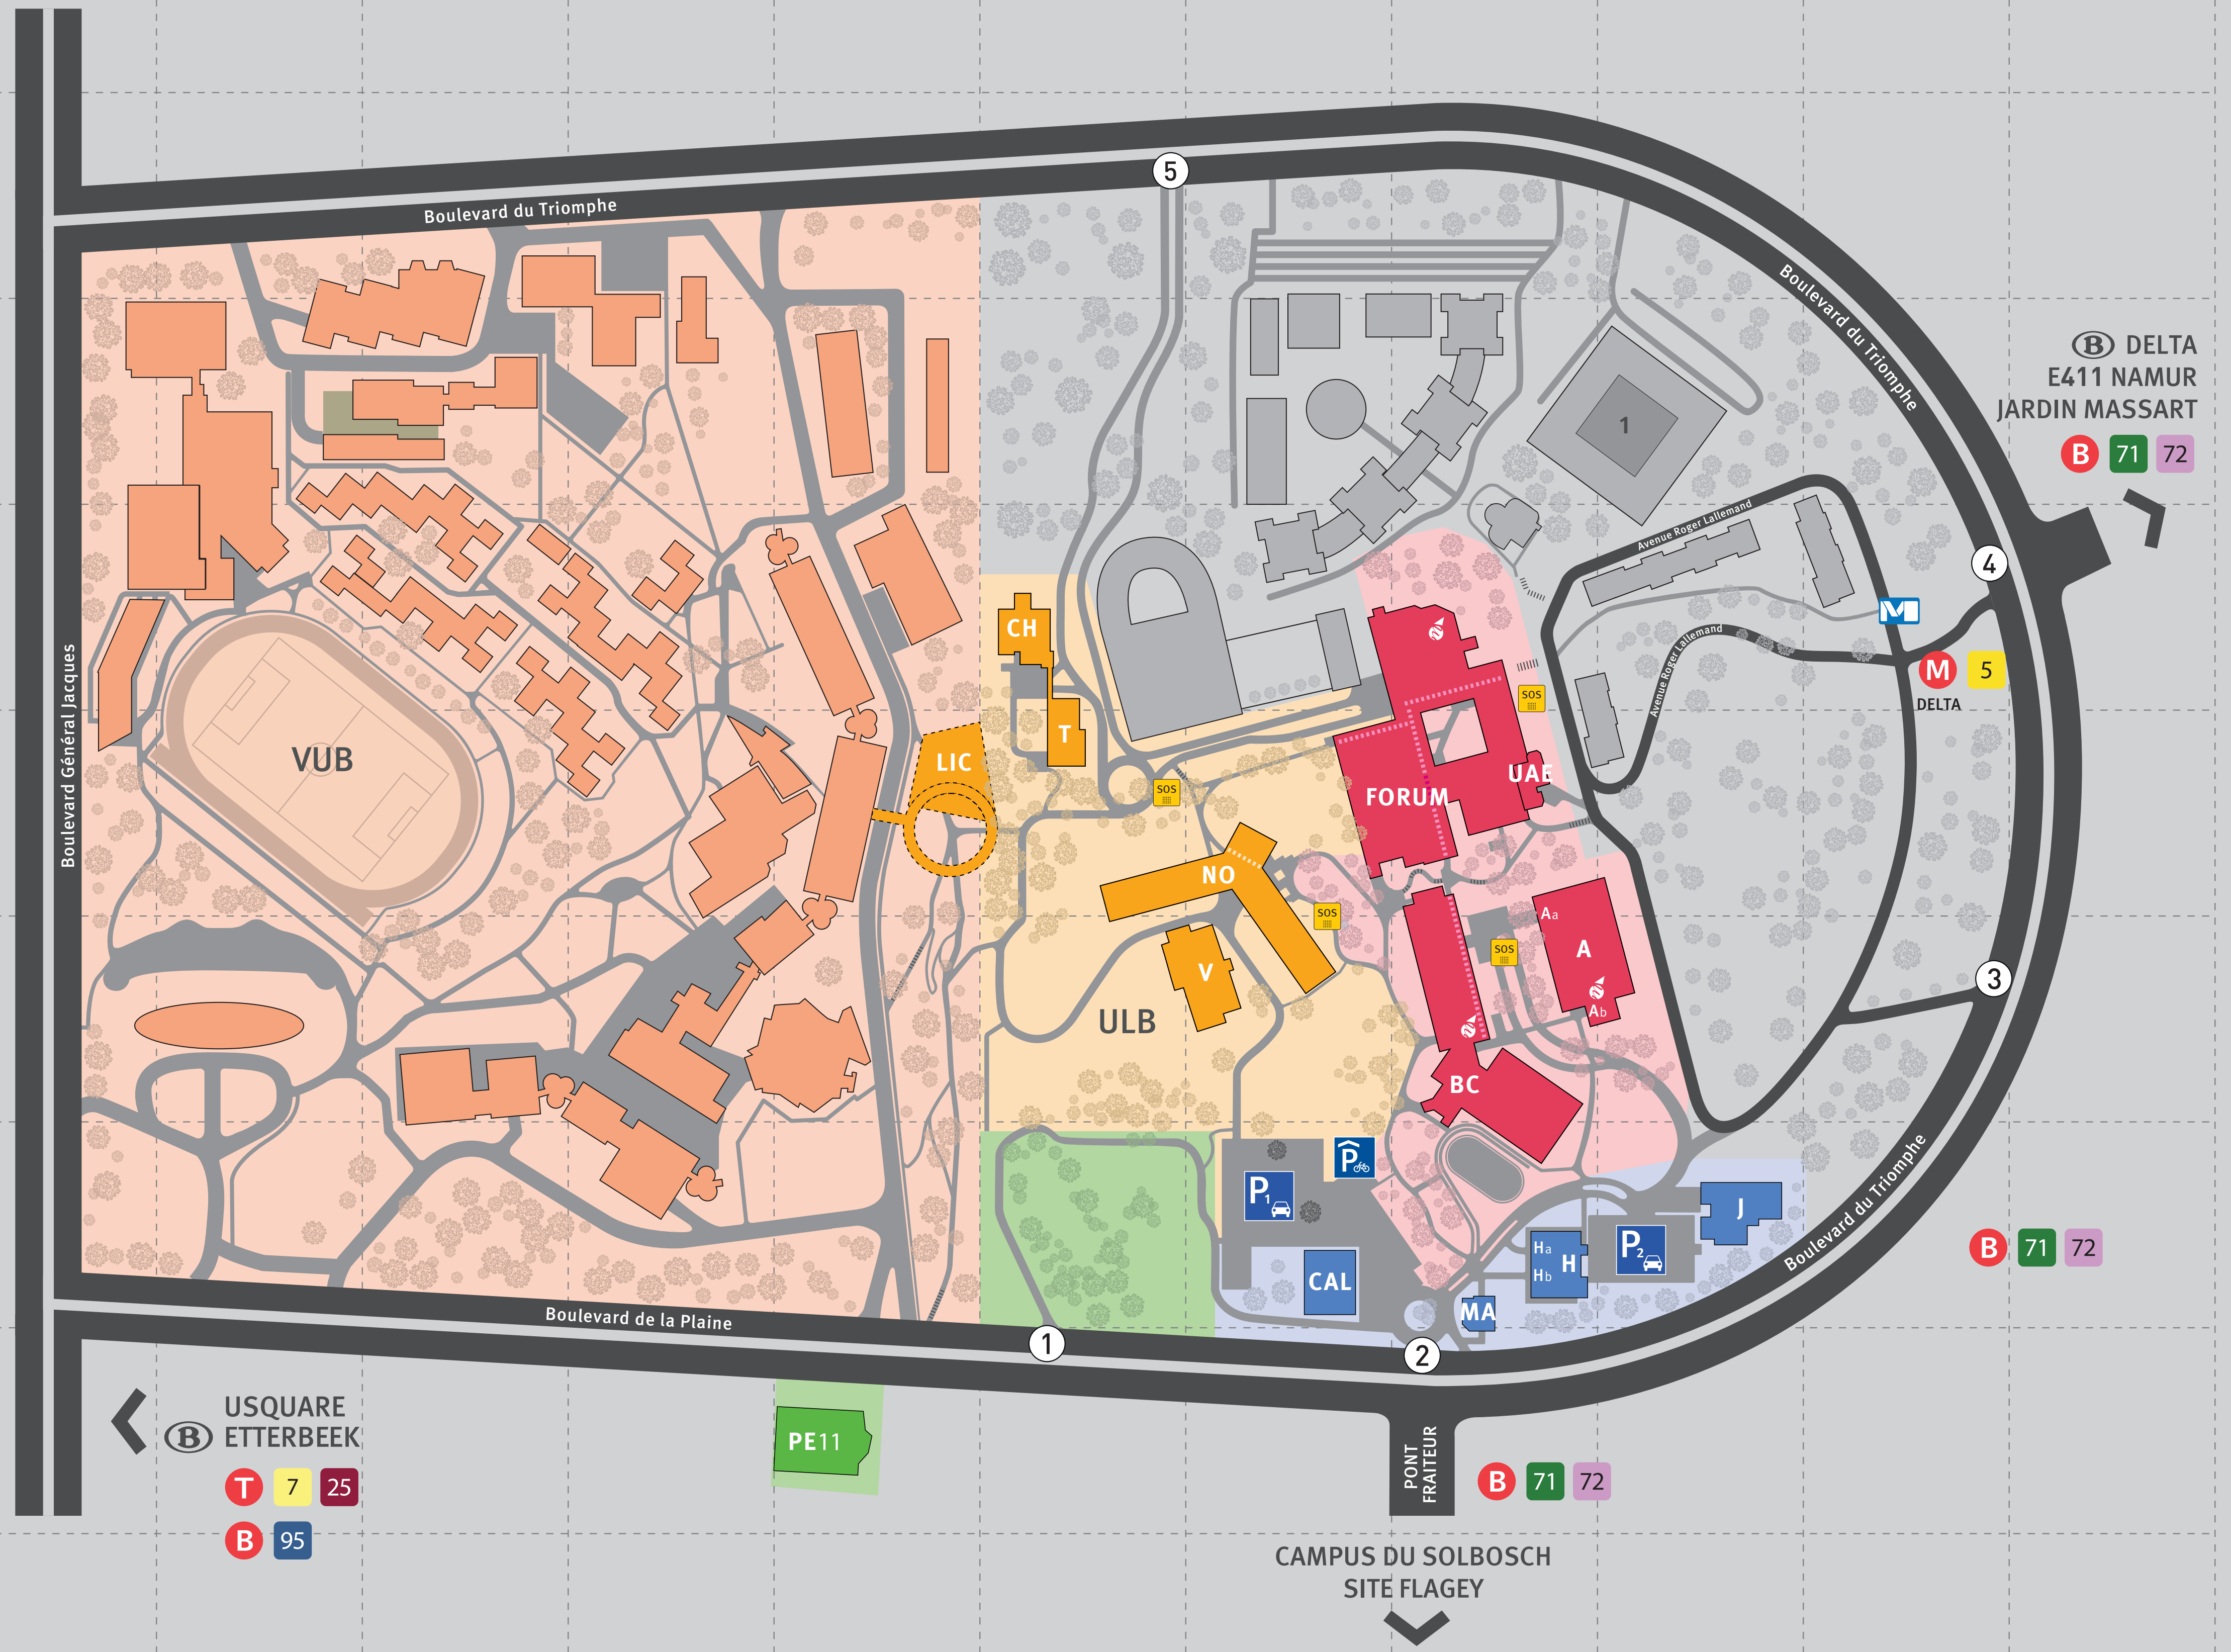 5
Boulevard du Triomphe
Boulevard du Triomphe
B DELTA
E411 NAMUR
JARDIN MASSART
B 71 72
1
Avenue Roger Lallemand
4
M
CH
Avenue Roger Lallemand
M 5
DELTA
SOS
T
Boulevard Général Jacques
VUB
LIC
UAE
FORUM
SOS
NO
SOS
Aa
A
SOS
V
3
Ab
ULB
BC
P
P1
J
P2
Ha
H
Hb
CAL
MA
Boulevard du Triomphe
B 71 72
Boulevard de la Plaine
1
2
USQUARE
B ETTERBEEK
T 7 25
B 95
PE11
PONT
FRAITEUR
B 71 72
CAMPUS DU SOLBOSCH
SITE FLAGEY